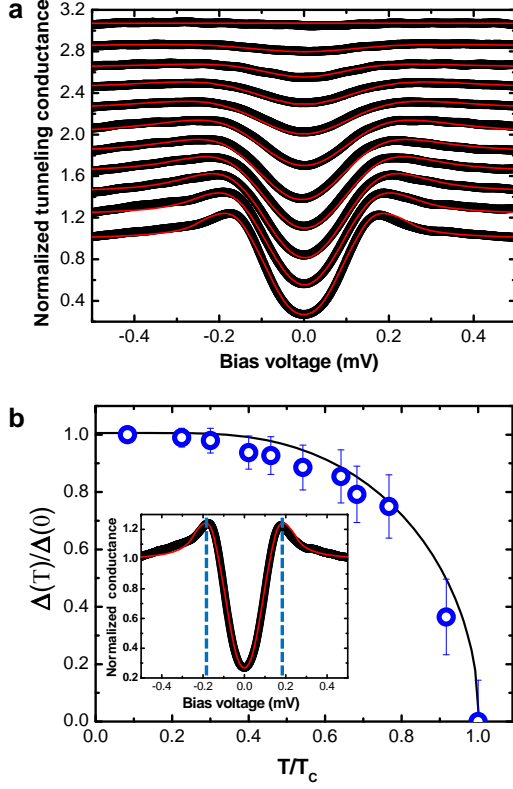 a
3.2
2.8
2.4
2.0
1.6
1.2
0.8
0.4
Normalized tunneling conductance
-0.4 -0.2 0.0 0.2 0.4
Bias voltage (mV)
b
1.0
0.8
0.6
0.4
0.2
0.0
Δ(T)/Δ(0)
1.2
1.0
0.8
0.6
0.4
0.2
Normalized conductance
-0.4 -0.2 0.0 0.2 0.4
Bias voltage (mV)
0.0 0.2 0.4 0.6 0.8 1.0
T/Tc